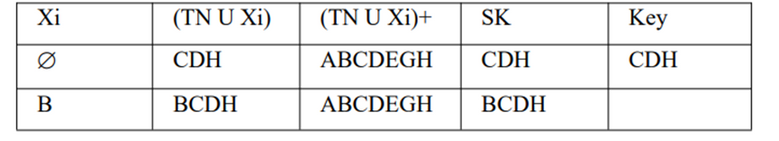 Xi (TN U Xi) (TN U Xi)+ SK Key
∅ CDH ABCDEGH CDH CDH
B BCDH ABCDEGH BCDH